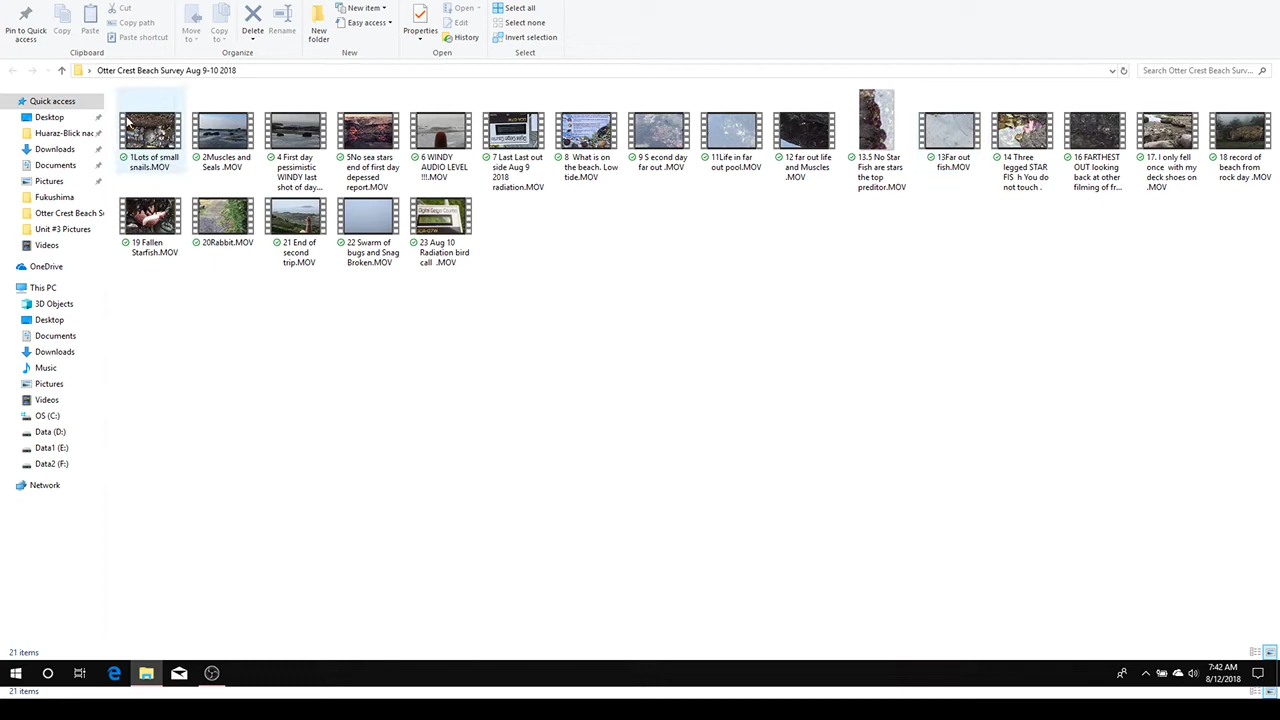 Pin to Quick access
Copy
Paste
Cut
Copy path
Paste shortcut
Clipboard
Move to
Copy to
Delete
Rename
Organize
New folder
New item
Easy access
New
Properties
Open
Edit
History
Open
Select all
Select none
Invert selection
Select
Otter Crest Beach Survey Aug 9-10 2018
Search Otter Crest Beach Surv...
Quick access
Desktop
Huaraz-Blick nac
Downloads
Documents
Pictures
Fukushima
Otter Crest Beach Su
Unit #3 Pictures
Videos
OneDrive
This PC
3D Objects
Desktop
Documents
Downloads
Music
Pictures
Videos
OS (C:)
Data (D:)
Data1 (E:)
Data2 (F:)
Network
1Lots of small
snails.MOV
2Muscles and
Seals .MOV
4 First day
pessimistic
WINDY last
shot of day...
5No sea stars
end of first day
depessed
report.MOV
6 WINDY
AUDIO LEVEL
!!!.MOV
7 Last Last out
side Aug 9
2018
radiation.MOV
8 What is on
the beach. Low
tide.MOV
9 S econd day
far out .MOV
11Life in far
out pool.MOV
12 far out life
and Muscles
.MOV
13.5 No Star
Fish are stars
the top
preditor.MOV
13Far out
fish.MOV
14 Three
legged STAR
FIS h You do
not touch .
16 FARTHEST
OUT looking
back at other
filming of fr...
17. I only fell
once with my
deck shoes on
.MOV
18 record of
beach from
rock day .MOV
19 Fallen
Starfish.MOV
20Rabbit.MOV
21 End of
second
trip.MOV
22 Swarm of
bugs and Snag
Broken.MOV
23 Aug 10
Radiation bird
call .MOV
21 items
7:42 AM
8/12/2018
21 items